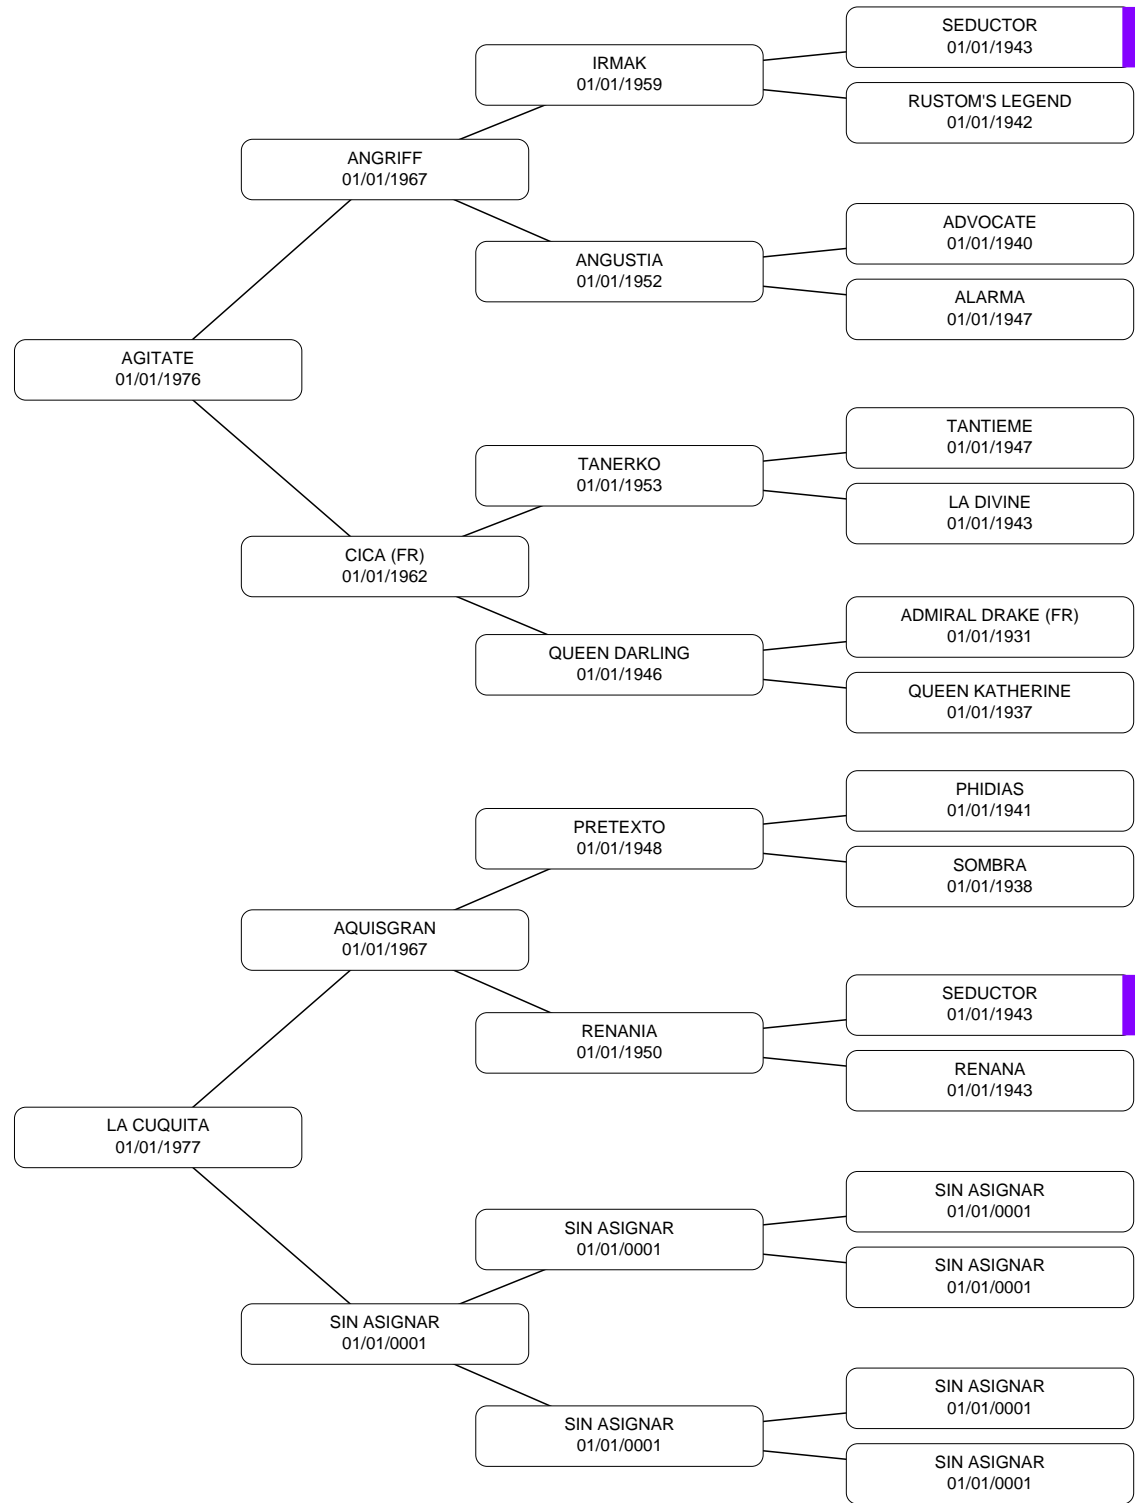 SEDUCTOR
01/01/1943
IRMAK
01/01/1959
RUSTOM'S LEGEND
01/01/1942
ANGRIFF
01/01/1967
ADVOCATE
01/01/1940
ANGUSTIA
01/01/1952
ALARMA
01/01/1947
AGITATE
01/01/1976
TANTIEME
01/01/1947
TANERKO
01/01/1953
LA DIVINE
01/01/1943
CICA (FR)
01/01/1962
ADMIRAL DRAKE (FR)
01/01/1931
QUEEN DARLING
01/01/1946
QUEEN KATHERINE
01/01/1937
PHIDIAS
01/01/1941
PRETEXTO
01/01/1948
SOMBRA
01/01/1938
AQUISGRAN
01/01/1967
SEDUCTOR
01/01/1943
RENANIA
01/01/1950
RENANA
01/01/1943
LA CUQUITA
01/01/1977
SIN ASIGNAR
01/01/0001
SIN ASIGNAR
01/01/0001
SIN ASIGNAR
01/01/0001
SIN ASIGNAR
01/01/0001
SIN ASIGNAR
01/01/0001
SIN ASIGNAR
01/01/0001
SIN ASIGNAR
01/01/0001